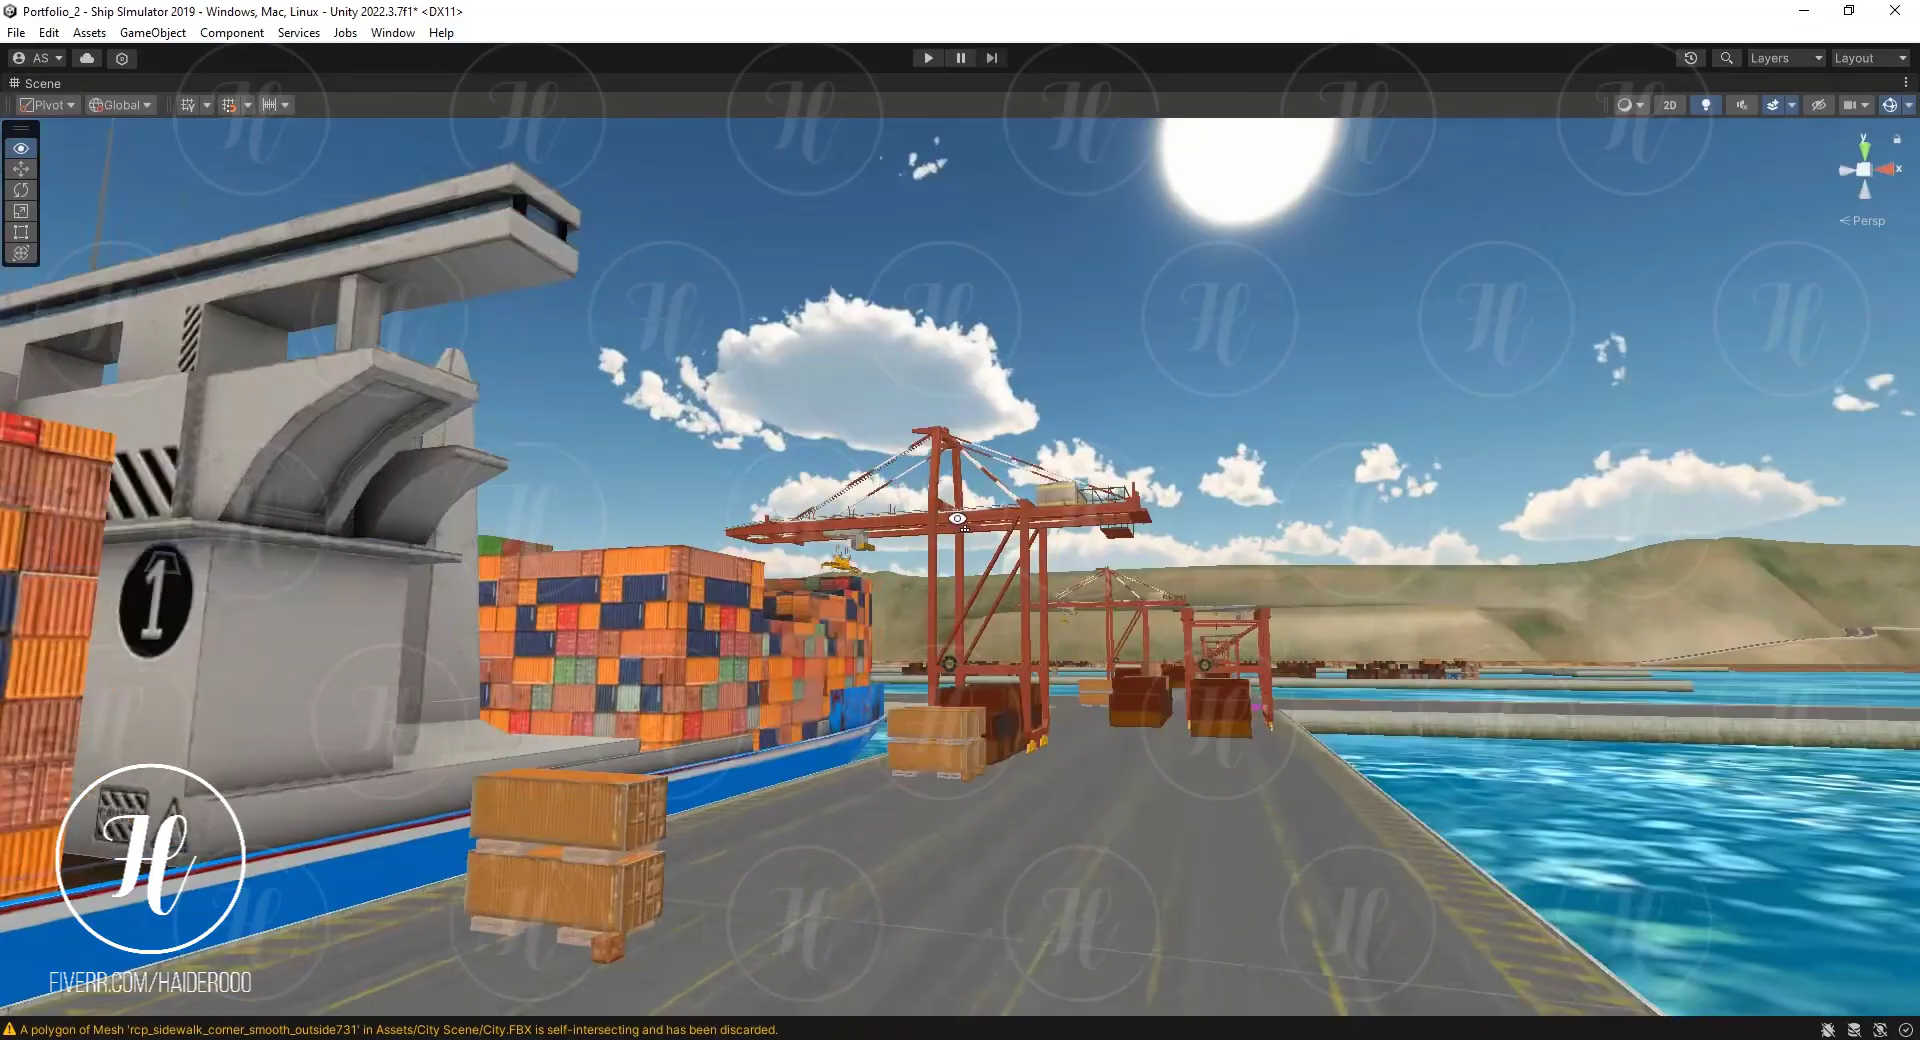 Portfolio_2 - Ship SImulator 2019 - Windows, Mac, Linux - Unity 2022.3.7f1* <DX11>
File Edit Assets GameObject Component Services Jobs Window Help
AS Layers Layout
Scene
Pivot Global 2D
y
x
Persp
1
H
FIVERR.COM/HAIDER000
A polygon of Mesh 'rcp_sidewalk_corner_smooth_outside731' in Assets/City Scene/City.FBX is self-intersecting and has been discarded.